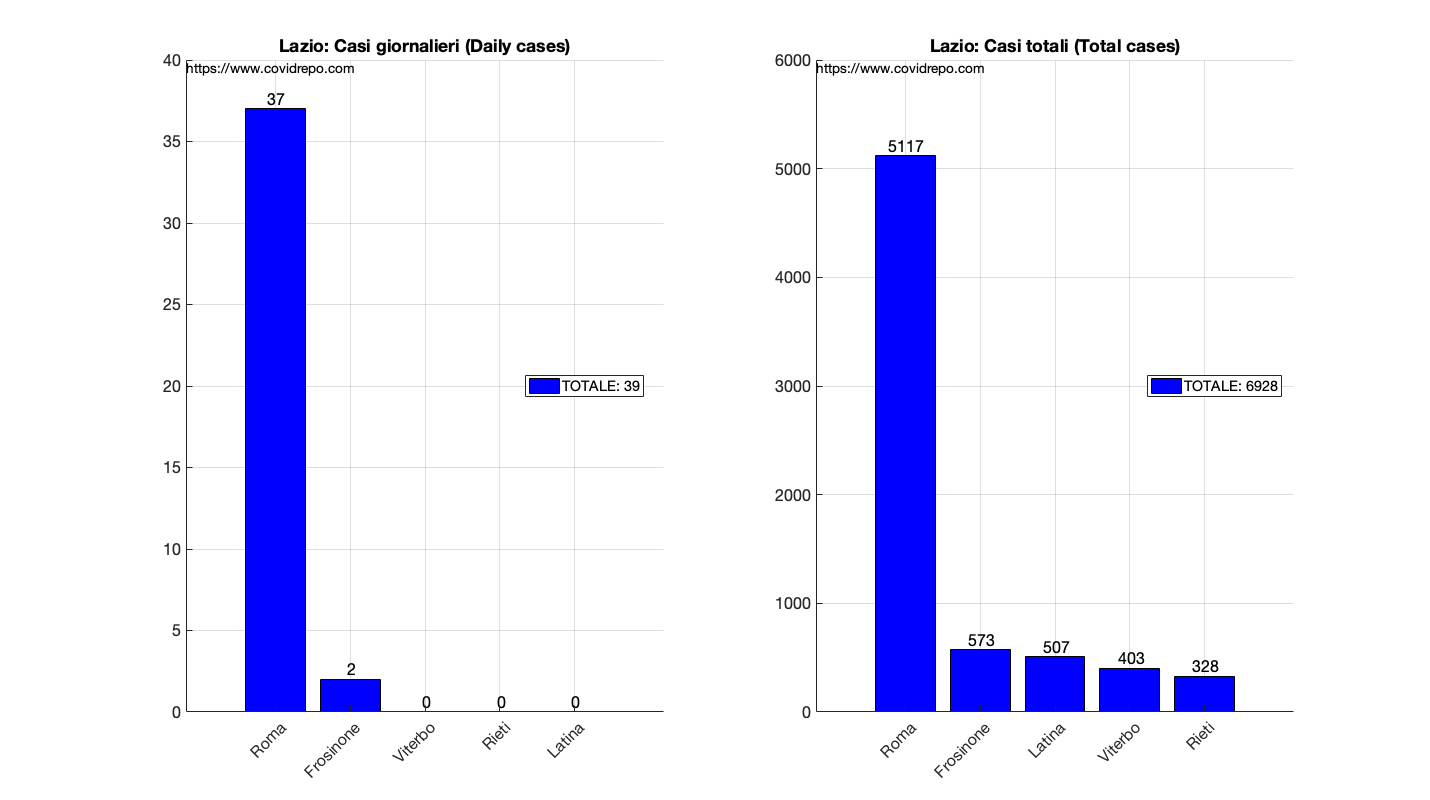 Lazio: Casi giornalieri (Daily cases)
https://www.covidrepo.com
40
35
30
25
20
15
10
5
0
37
2
0
0
0
TOTALE: 39
Roma
Frosinone
Viterbo
Rieti
Latina
Lazio: Casi totali (Total cases)
https://www.covidrepo.com
6000
5000
4000
3000
2000
1000
0
5117
573
507
403
328
TOTALE: 6928
Roma
Frosinone
Latina
Viterbo
Rieti